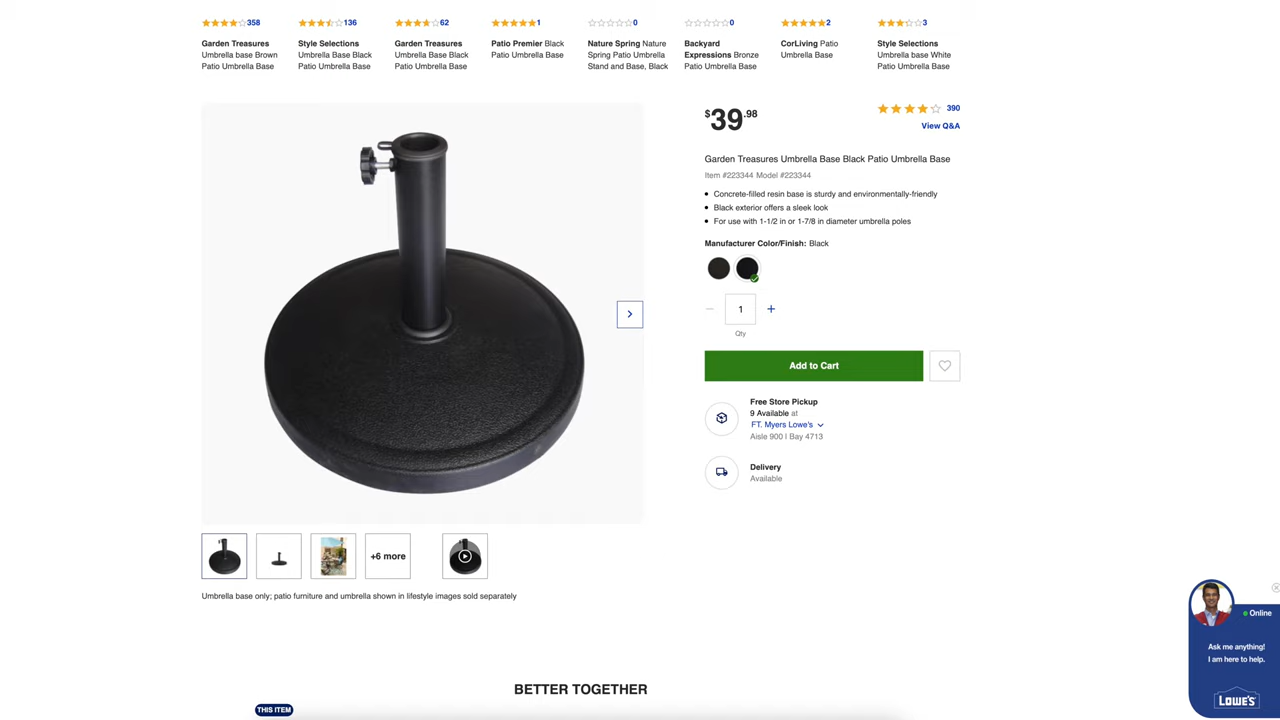 358
136
62
1
0
0
2
3
Garden Treasures
Umbrella base Brown
Patio Umbrella Base
Style Selections
Umbrella Base Black
Patio Umbrella Base
Garden Treasures
Umbrella Base Black
Patio Umbrella Base
Patio Premier Black
Patio Umbrella Base
Nature Spring Nature
Spring Patio Umbrella
Stand and Base, Black
Backyard
Expressions Bronze
Patio Umbrella Base
CorLiving Patio
Umbrella Base
Style Selections
Umbrella base White
Patio Umbrella Base
$39.98
390
View Q&A
Garden Treasures Umbrella Base Black Patio Umbrella Base
Item #223344 Model #223344
Concrete-filled resin base is sturdy and environmentally-friendly
Black exterior offers a sleek look
For use with 1-1/2 in or 1-7/8 in diameter umbrella poles
Manufacturer Color/Finish: Black
1
Qty
Add to Cart
Free Store Pickup
9 Available at
FT. Myers Lowe's
Aisle 900 | Bay 4713
Delivery
Available
+6 more
Umbrella base only; patio furniture and umbrella shown in lifestyle images sold separately
Online
Ask me anything!
I am here to help.
LOWE'S
BETTER TOGETHER
THIS ITEM